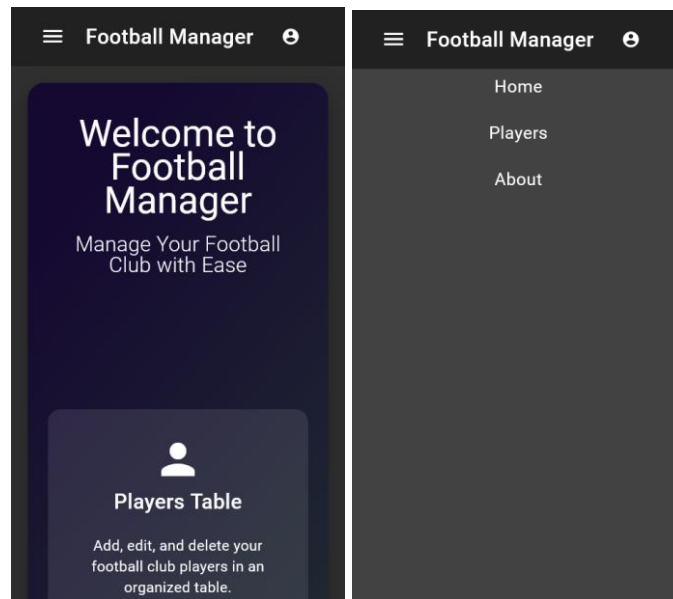 Football Manager
Welcome to
Football
Manager
Manage Your Football
Club with Ease
Players Table
Add, edit, and delete your
football club players in an
organized table.
Football Manager
Home
Players
About